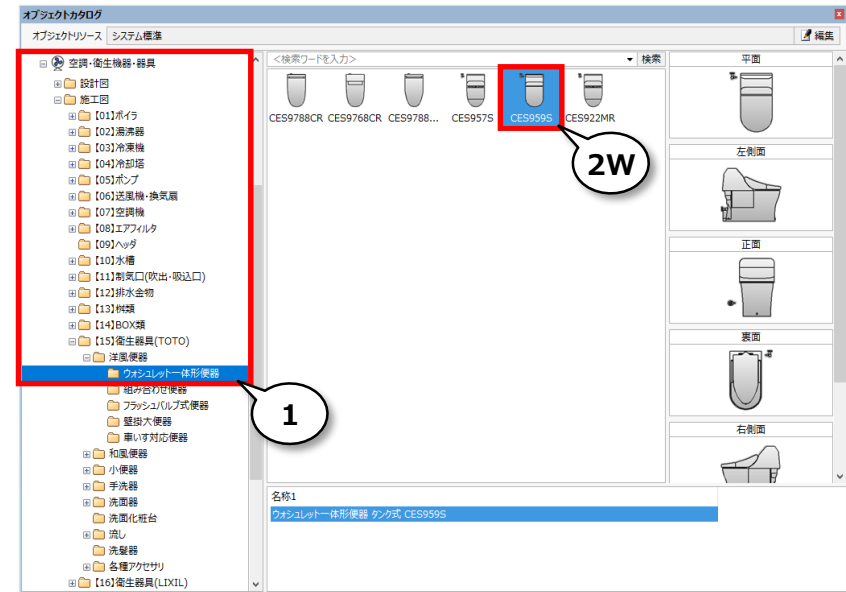 オブジェクトカタログ
オブジェクトリソース システム標準
編集
空調・衛生機器・器具
設計図
施工図
【01】ボイラ
【02】湯沸器
【03】冷凍機
【04】冷却塔
【05】ポンプ
【06】送風機・換気扇
【07】空調機
【08】エアフィルタ
【09】ヘッダ
【10】水槽
【11】制気口(吹出・吸込口)
【12】排水金物
【13】桝類
【14】BOX類
【15】衛生器具(TOTO)
洋風便器
ウォシュレット一体形便器
組み合わせ便器
フラッシュバルブ式便器
壁掛大便器
車いす対応便器
和風便器
小便器
手洗器
洗面器
洗面化粧台
流し
洗髪器
各種アクセサリ
【16】衛生器具(LIXIL)
1
<検索ワードを入力>
検索
CES9788CR CES9768CR CES9788... CES957S CES959S CES922MR
2W
名称1
ウォシュレット一体形便器 タンク式 CES959S
平面
左側面
正面
裏面
右側面